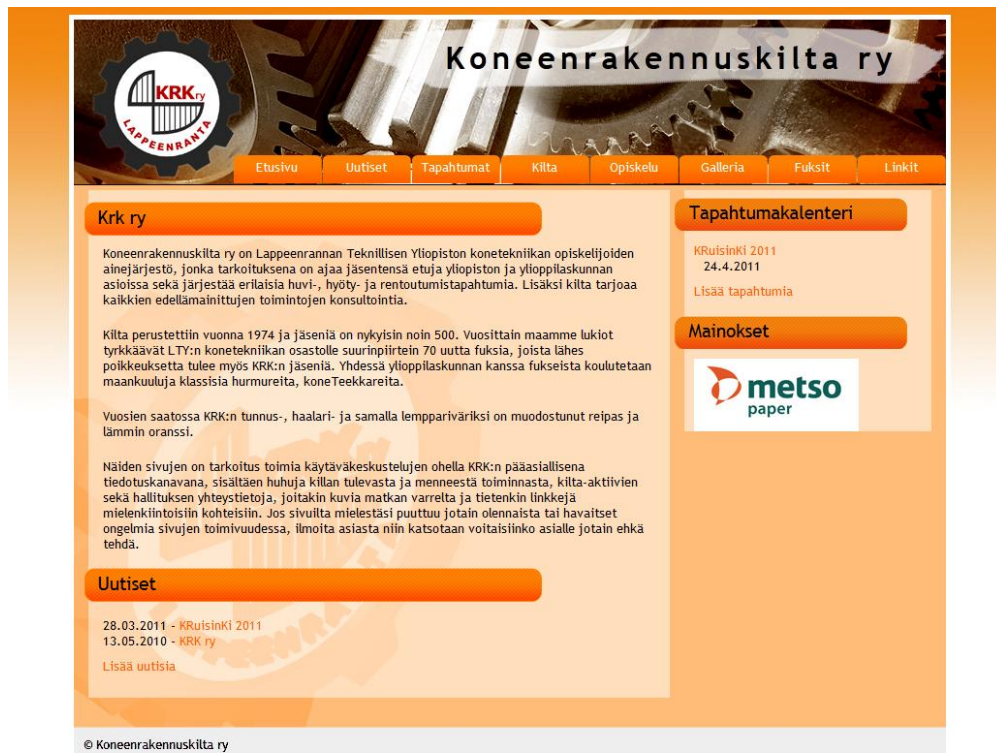 Koneenrakennuskilta ry
KRK ry
LAPPEENRANTA
Etusivu Uutiset Tapahtumat Kilta Opiskelu Galleria Fuksit Linkit
Krk ry
Koneenrakennuskilta ry on Lappeenrannan Teknillisen Yliopiston konetekniikan opiskelijoiden
ainejärjestö, jonka tarkoituksena on ajaa jäsentensä etuja yliopiston ja ylioppilaskunnan
asioissa sekä järjestää erilaisia huvi-, hyöty- ja rentoutumistapahtumia. Lisäksi kilta tarjoaa
kaikkien edellämainittujen toimintojen konsultointia.
Kilta perustettiin vuonna 1974 ja jäseniä on nykyisin noin 500. Vuosittain maamme lukiot
tyrkkäävät LTY:n konetekniikan osastolle suurinpiirtein 70 uutta fuksia, joista lähes
poikkeuksetta tulee myös KRK:n jäseniä. Yhdessä ylioppilaskunnan kanssa fukseista koulutetaan
maankuuluja klassisia hurmureita, koneTeekkareita.
Vuosien saatossa KRK:n tunnus-, haalari- ja samalla lemppariväriksi on muodostunut reipas ja
lämmin oranssi.
Näiden sivujen on tarkoitus toimia käytäväkeskustelujen ohella KRK:n pääasiallisena
tiedotuskanavana, sisältäen huhuja killan tulevasta ja menneestä toiminnasta, kilta-aktiivien
sekä hallituksen yhteystietoja, joitakin kuvia matkan varrelta ja tietenkin linkkejä
mielenkiintoisiin kohteisiin. Jos sivuilta mielestäsi puuttuu jotain olennaista tai havaitset
ongelmia sivujen toimivuudessa, ilmoita asiasta niin katsotaan voitaisiinko asialle jotain ehkä
tehdä.
Uutiset
28.03.2011 - KRuisinKi 2011
13.05.2010 - KRK ry
Lisää uutisia
Tapahtumakalenteri
KRuisinKi 2011
24.4.2011
Lisää tapahtumia
Mainokset
metso
paper
© Koneenrakennuskilta ry